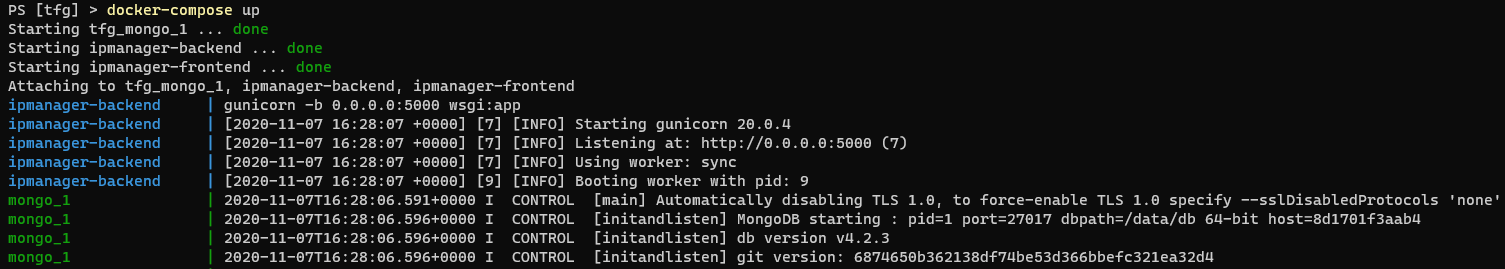 PS [tfg] > docker-compose up
Starting tfg_mongo_1 ... done
Starting ipmanager-backend ... done
Starting ipmanager-frontend ... done
Attaching to tfg_mongo_1, ipmanager-backend, ipmanager-frontend
ipmanager-backend     | gunicorn -b 0.0.0.0:5000 wsgi:app
ipmanager-backend     | [2020-11-07 16:28:07 +0000] [7] [INFO] Starting gunicorn 20.0.4
ipmanager-backend     | [2020-11-07 16:28:07 +0000] [7] [INFO] Listening at: http://0.0.0.0:5000 (7)
ipmanager-backend     | [2020-11-07 16:28:07 +0000] [7] [INFO] Using worker: sync
ipmanager-backend     | [2020-11-07 16:28:07 +0000] [9] [INFO] Booting worker with pid: 9
mongo_1               | 2020-11-07T16:28:06.591+0000 I  CONTROL  [main] Automatically disabling TLS 1.0, to force-enable TLS 1.0 specify --sslDisabledProtocols 'none'
mongo_1               | 2020-11-07T16:28:06.596+0000 I  CONTROL  [initandlisten] MongoDB starting : pid=1 port=27017 dbpath=/data/db 64-bit host=8d1701f3aab4
mongo_1               | 2020-11-07T16:28:06.596+0000 I  CONTROL  [initandlisten] db version v4.2.3
mongo_1               | 2020-11-07T16:28:06.596+0000 I  CONTROL  [initandlisten] git version: 6874650b362138df74be53d366bbefc321ea32d4